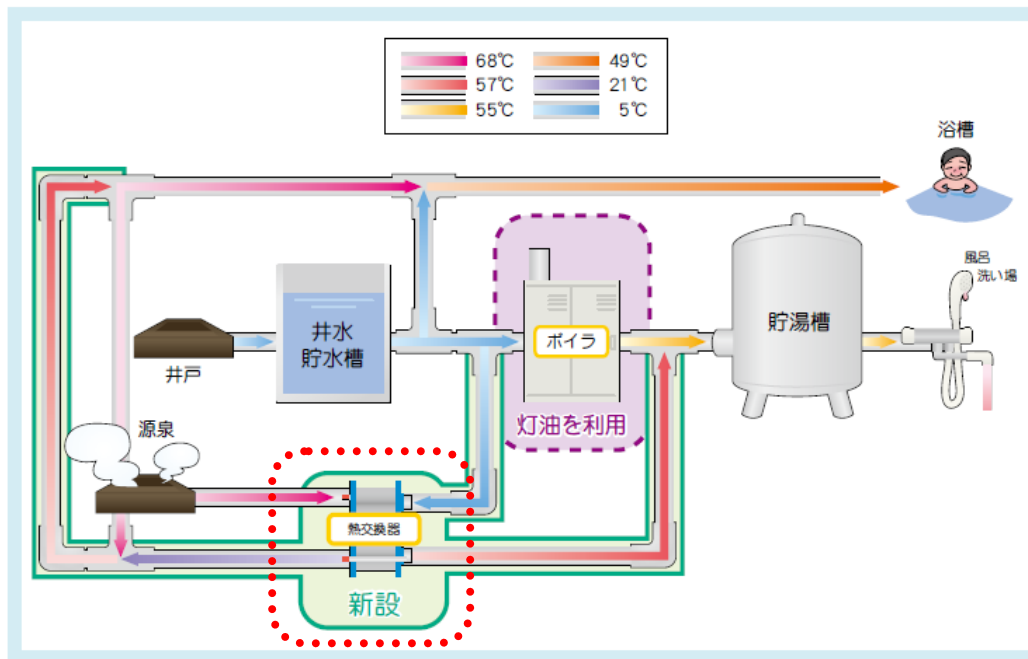 68℃
49℃
57℃
21℃
55℃
5℃
浴槽
風呂
洗い場
井水
貯水槽
ボイラ
貯湯槽
井戸
灯油を利用
源泉
熱交換器
新設